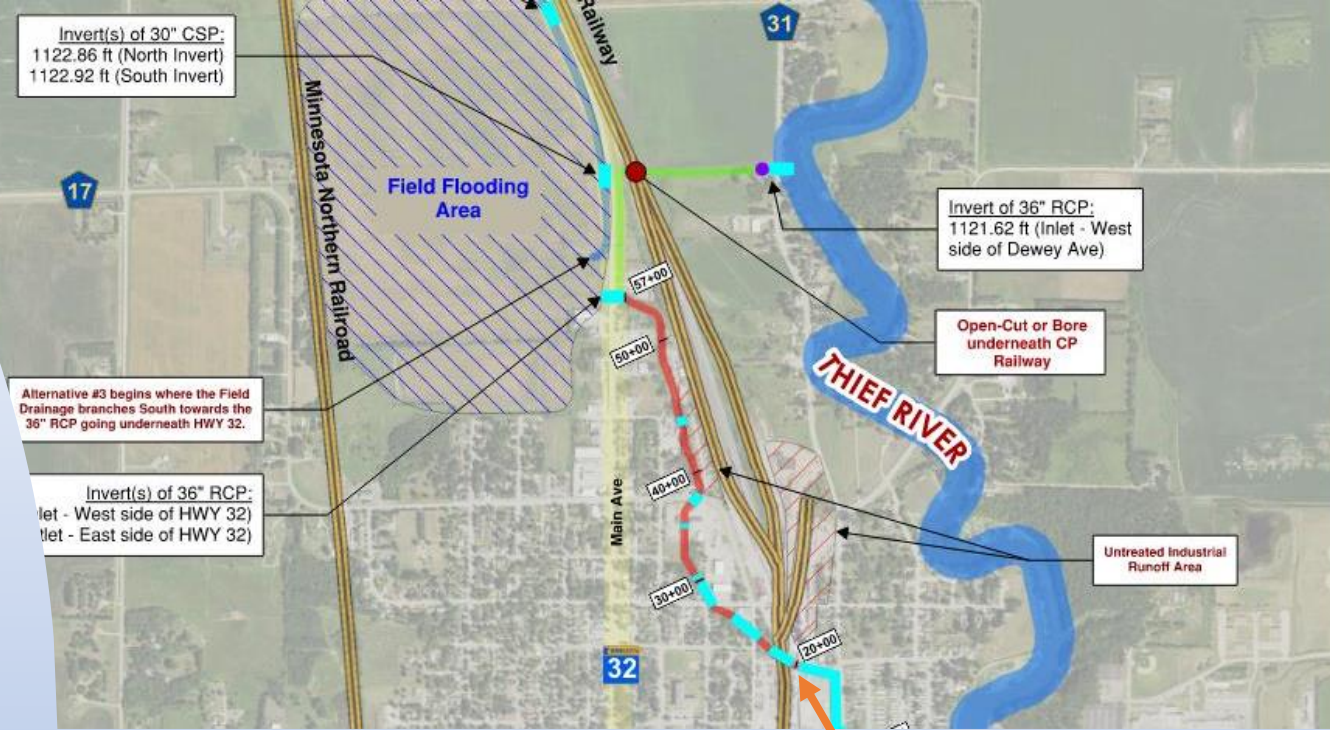 Invert(s) of 30" CSP:
1122.86 ft (North Invert)
1122.92 ft (South Invert)
Railway
31
17
Minnesota Northern Railroad
Field Flooding
Area
Invert of 36" RCP:
1121.62 ft (Inlet - West
side of Dewey Ave)
57+00
50+00
Open-Cut or Bore
underneath CP
Railway
THIEF RIVER
Alternative #3 begins where the Field
Drainage branches South towards the
36" RCP going underneath HWY 32.
Invert(s) of 36" RCP:
let - West side of HWY 32)
tlet - East side of HWY 32)
40+00
Main Ave
Untreated Industrial
Runoff Area
30+00
20+00
32